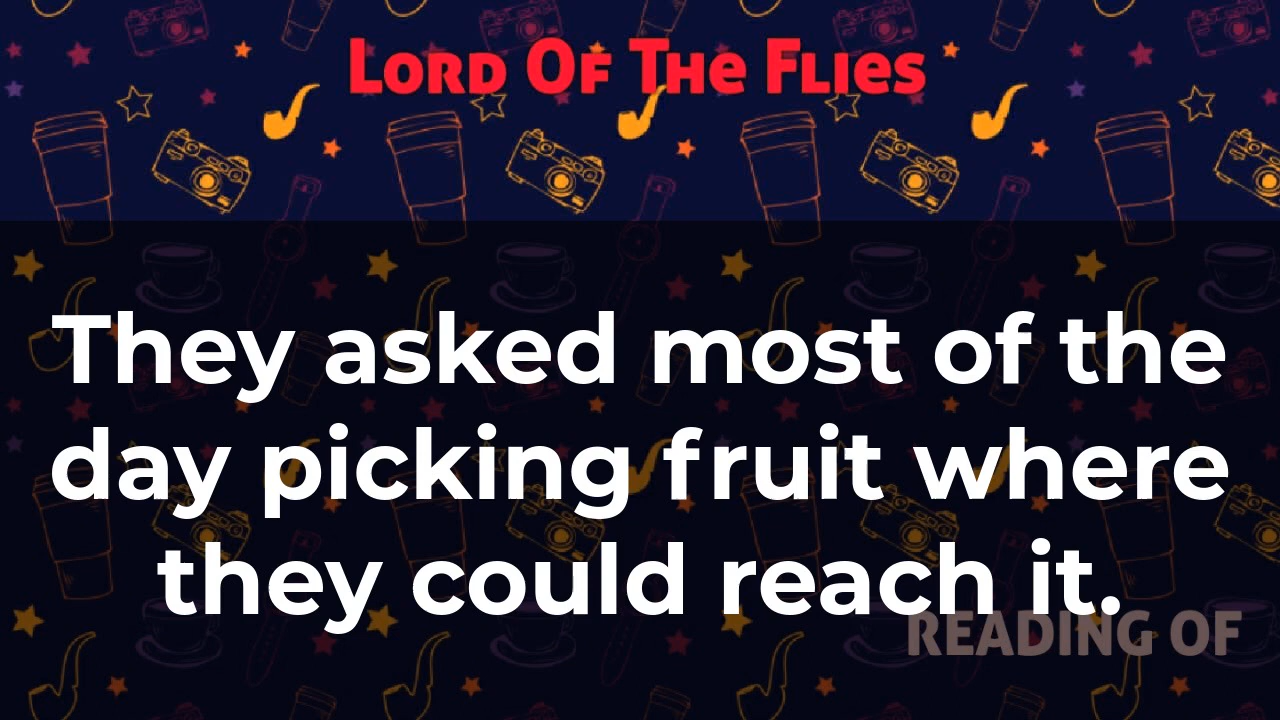 Lord Of The Flies
They asked most of the
day picking fruit where
they could reach it.
READING OF